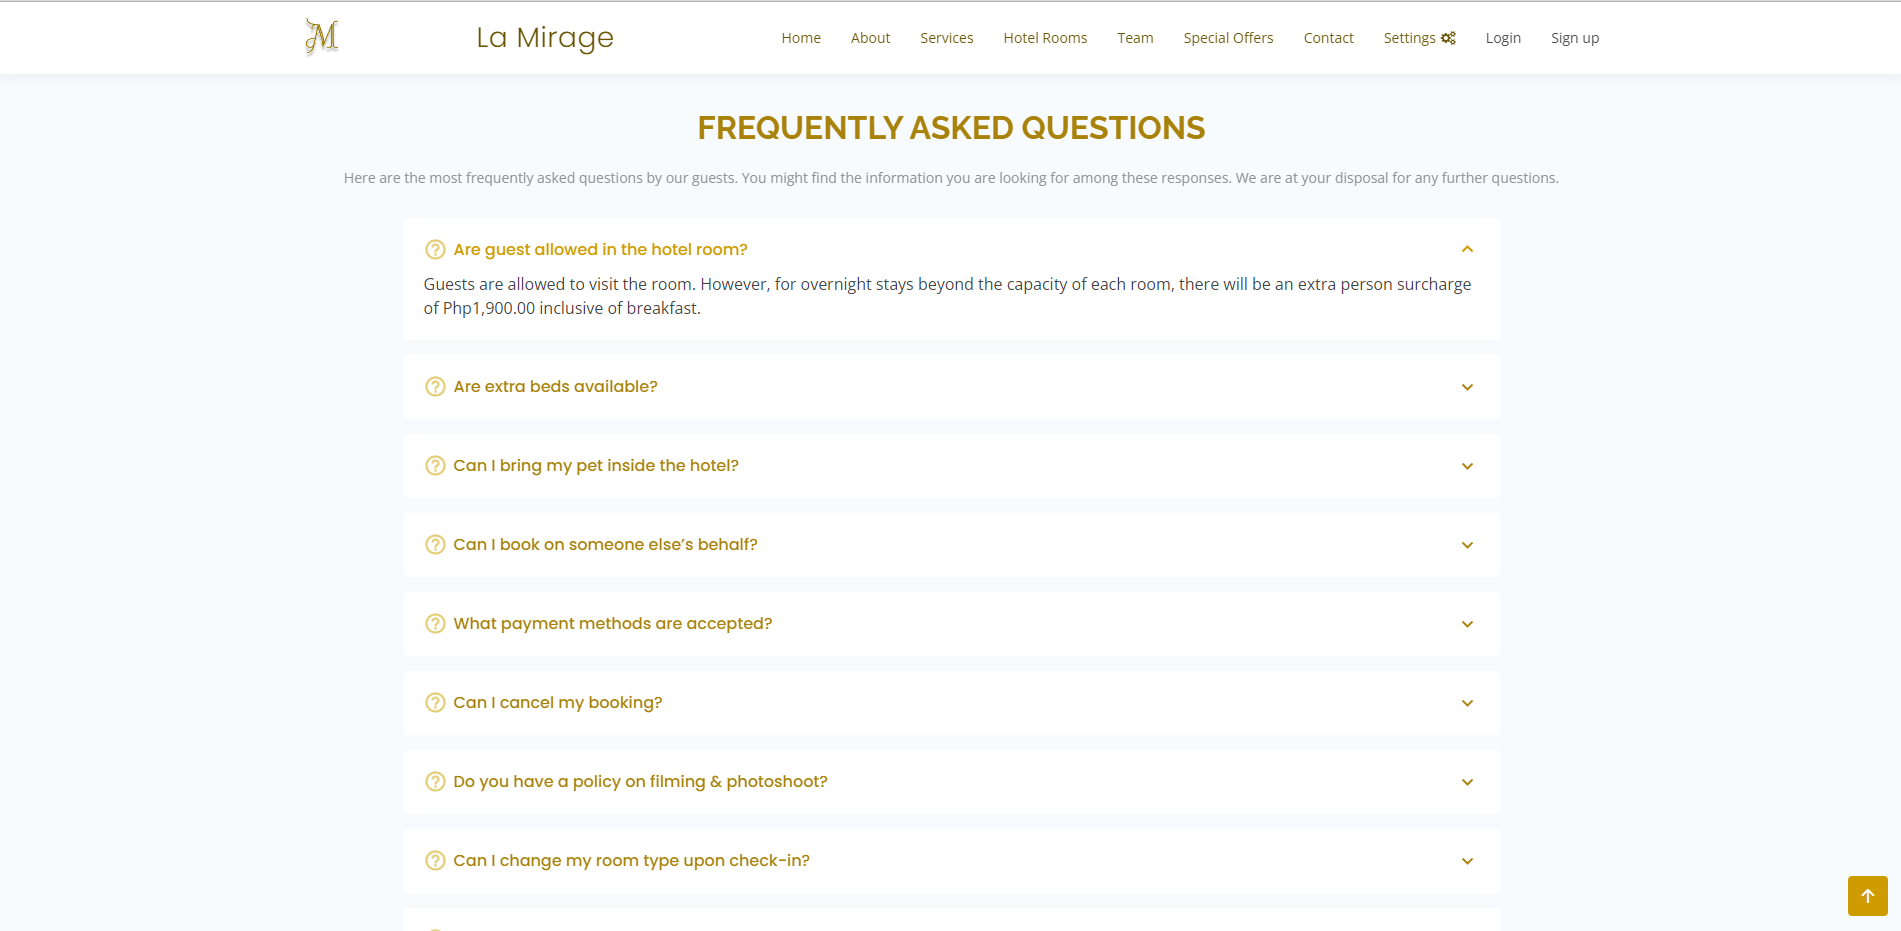 M
La Mirage
Home About Services Hotel Rooms Team Special Offers Contact Settings Login Sign up
FREQUENTLY ASKED QUESTIONS
Here are the most frequently asked questions by our guests. You might find the information you are looking for among these responses. We are at your disposal for any further questions.
Are guest allowed in the hotel room?
Guests are allowed to visit the room. However, for overnight stays beyond the capacity of each room, there will be an extra person surcharge
of Php1,900.00 inclusive of breakfast.
Are extra beds available?
Can I bring my pet inside the hotel?
Can I book on someone else’s behalf?
What payment methods are accepted?
Can I cancel my booking?
Do you have a policy on filming & photoshoot?
Can I change my room type upon check-in?